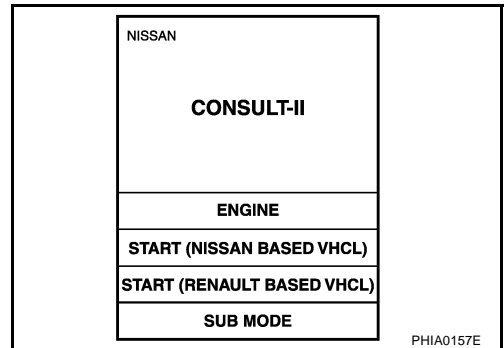 NISSAN
CONSULT-II
ENGINE
START (NISSAN BASED VHCL)
START (RENAULT BASED VHCL)
SUB MODE
PHIA0157E